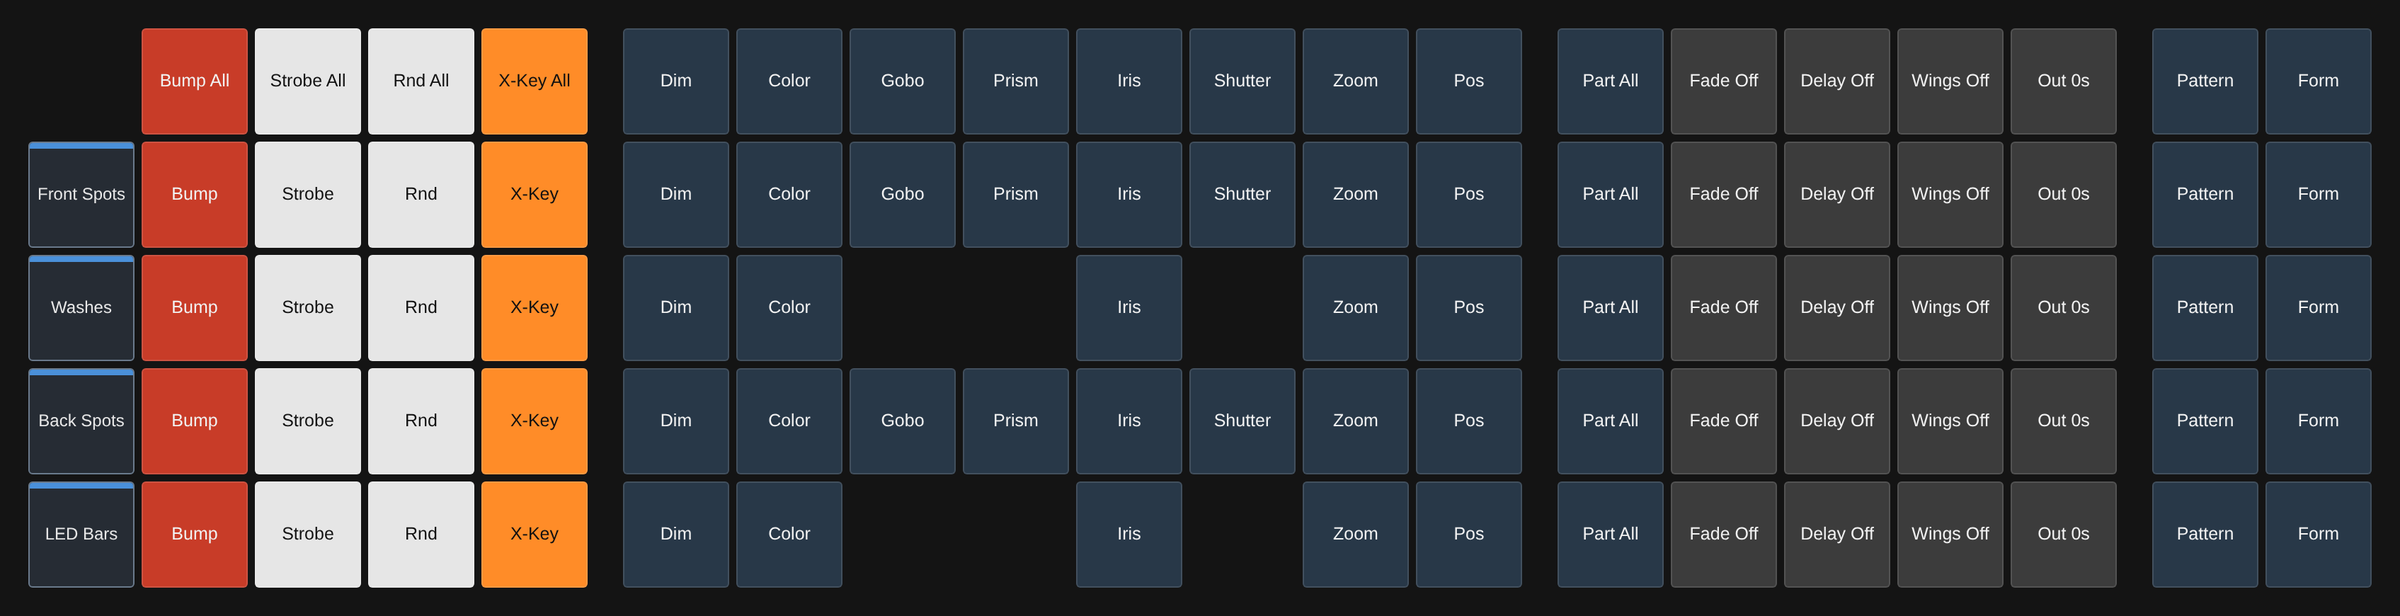 Bump All Strobe All Rnd All X-Key All Dim Color Gobo Prism Iris Shutter Zoom Pos Part All Fade Off Delay Off Wings Off Out 0s Pattern Form
Front Spots Bump Strobe Rnd X-Key Dim Color Gobo Prism Iris Shutter Zoom Pos Part All Fade Off Delay Off Wings Off Out 0s Pattern Form
Washes Bump Strobe Rnd X-Key Dim Color Iris Zoom Pos Part All Fade Off Delay Off Wings Off Out 0s Pattern Form
Back Spots Bump Strobe Rnd X-Key Dim Color Gobo Prism Iris Shutter Zoom Pos Part All Fade Off Delay Off Wings Off Out 0s Pattern Form
LED Bars Bump Strobe Rnd X-Key Dim Color Iris Zoom Pos Part All Fade Off Delay Off Wings Off Out 0s Pattern Form